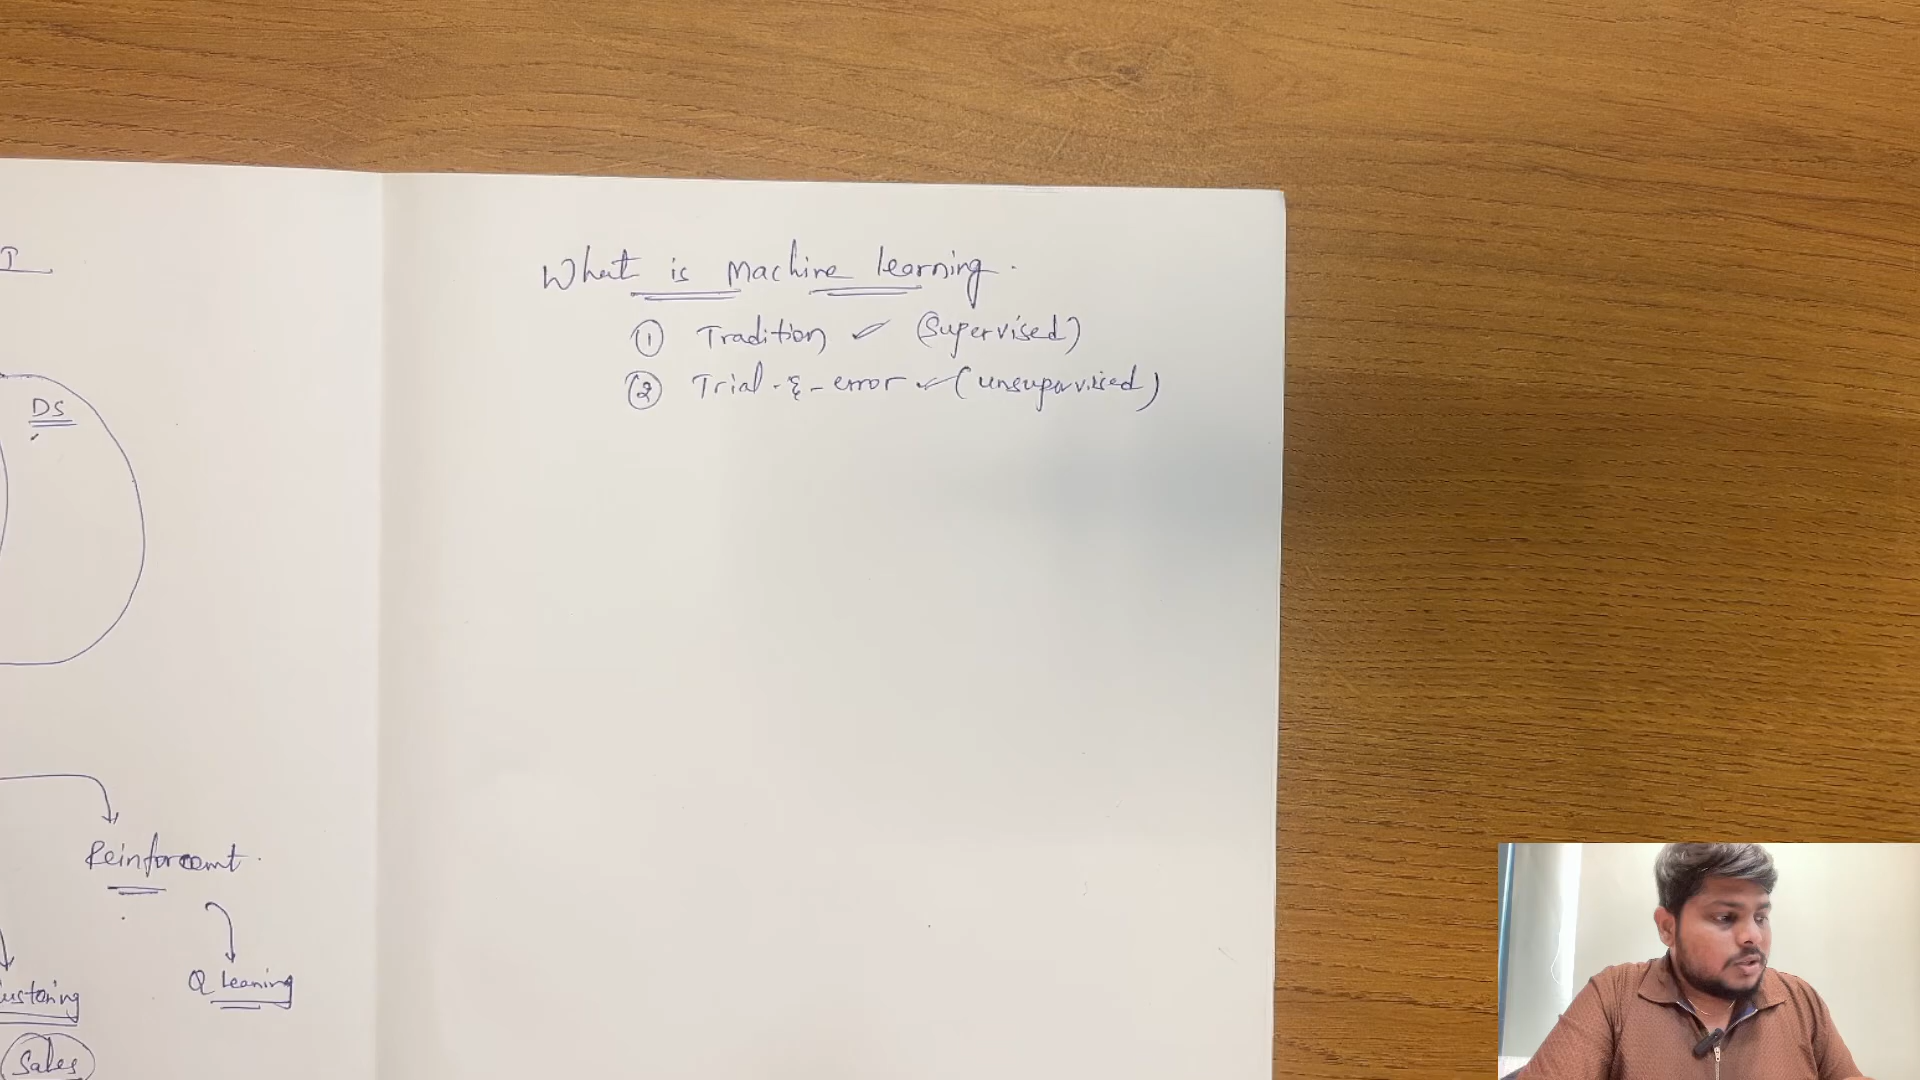 DS
Reinforcemt.
Q Leaning
Sales
What is Machine learning.
① Tradition ✓ (Supervised)
② Trial-&-error ✓ (unsupervised)